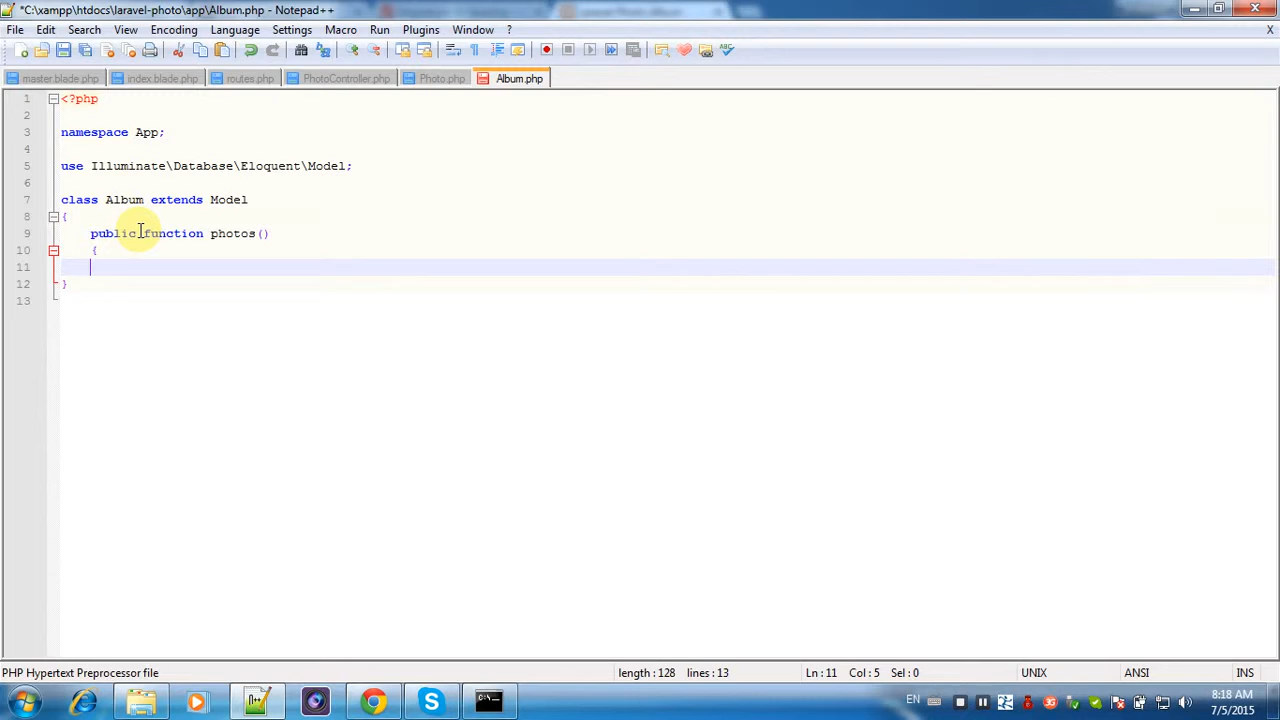 *C:\xampp\htdocs\laravel-photo\app\Album.php - Notepad++
File Edit Search View Encoding Language Settings Macro Run Plugins Window ? X
master.blade.php index.blade.php routes.php PhotoController.php Photo.php Album.php
1 <?php
2
3 namespace App;
4
5 use Illuminate\Database\Eloquent\Model;
6
7 class Album extends Model
8 {
9 public function photos()
10 {
11
12 }
13
PHP Hypertext Preprocessor file length : 128 lines : 13 Ln : 11 Col : 5 Sel : 0 UNIX ANSI INS
EN 8:18 AM
7/5/2015